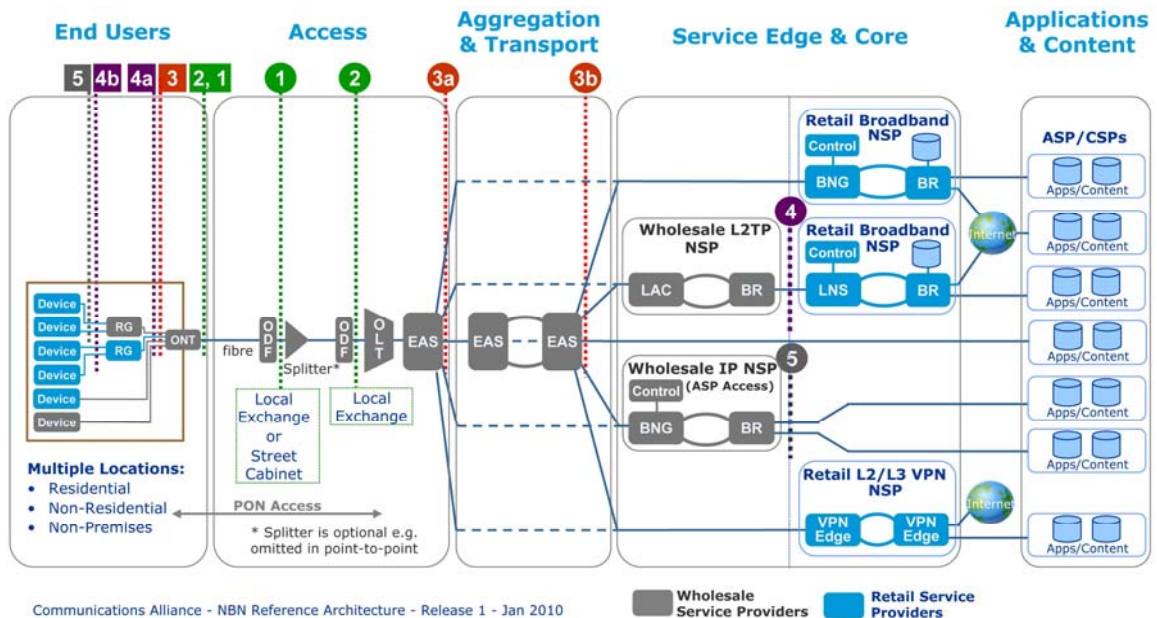 End Users
Access
Aggregation
& Transport
Service Edge & Core
Applications
& Content
5
4b
4a
3
2, 1
1
2
3a
3b
Retail Broadband
NSP
Control
BNG
BR
ASP/CSPs
Apps/Content
4
Wholesale L2TP
NSP
LAC
BR
Retail Broadband
NSP
Control
LNS
BR
Internet
Apps/Content
Apps/Content
Device
Device
Device
Device
Device
Device
RG
RG
ONT
fibre
ODF
Splitter*
ODF
OLT
EAS
EAS
EAS
Apps/Content
5
Wholesale IP NSP
(ASP Access)
Control
BNG
BR
Apps/Content
Apps/Content
Local
Exchange
or
Street
Cabinet
Local
Exchange
Multiple Locations:
• Residential
• Non-Residential
• Non-Premises
PON Access
* Splitter is optional e.g.
omitted in point-to-point
Retail L2/L3 VPN
NSP
VPN
Edge
VPN
Edge
Internet
Apps/Content
Communications Alliance - NBN Reference Architecture - Release 1 - Jan 2010
Wholesale
Service Providers
Retail Service
Providers